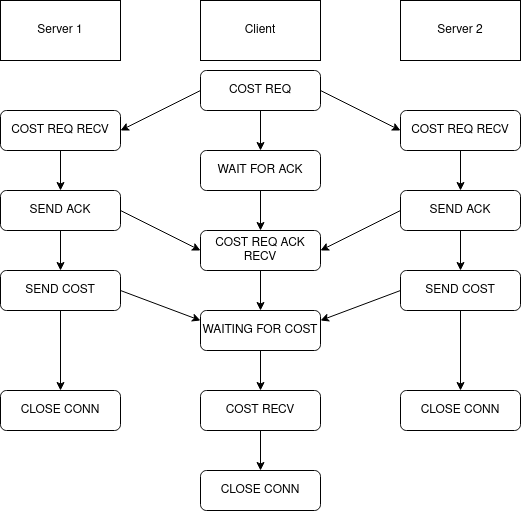 Server 1
Client
Server 2
COST REQ
COST REQ RECV
COST REQ RECV
WAIT FOR ACK
SEND ACK
SEND ACK
COST REQ ACK
RECV
SEND COST
SEND COST
WAITING FOR COST
CLOSE CONN
COST RECV
CLOSE CONN
CLOSE CONN